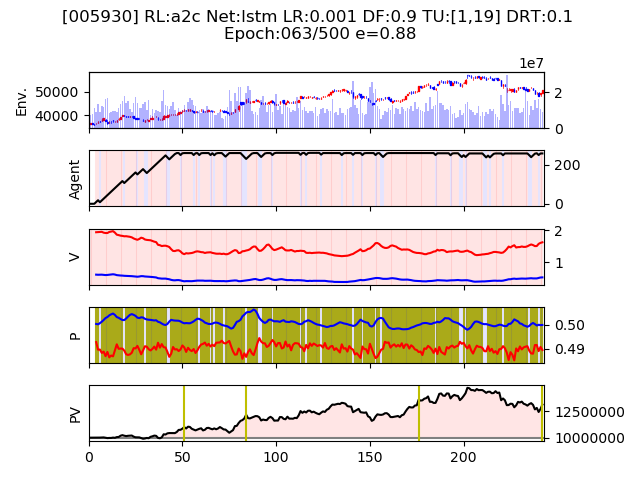 [005930] RL:a2c Net:lstm LR:0.001 DF:0.9 TU:[1,19] DRT:0.1
Epoch:063/500 e=0.88
1e7
Env.
50000
40000
2
0
Agent
200
0
V
2
1
P
0.50
0.49
PV
12500000
10000000
0 50 100 150 200